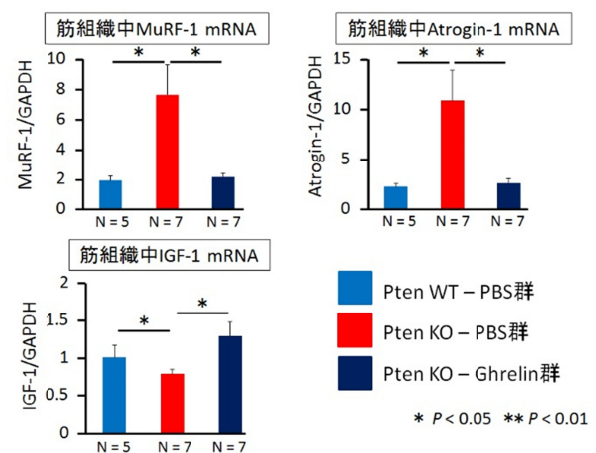 筋組織中MuRF-1 mRNA
MuRF-1/GAPDH
10
8
6
4
2
0
*
*
N = 5
N = 7
N = 7
筋組織中Atrogin-1 mRNA
Atrogin-1/GAPDH
15
10
5
0
*
*
N = 5
N = 7
N = 7
筋組織中IGF-1 mRNA
IGF-1/GAPDH
2
1.5
1
0.5
0
*
*
N = 5
N = 7
N = 7
Pten WT – PBS群
Pten KO – PBS群
Pten KO – Ghrelin群
* P < 0.05 ** P < 0.01